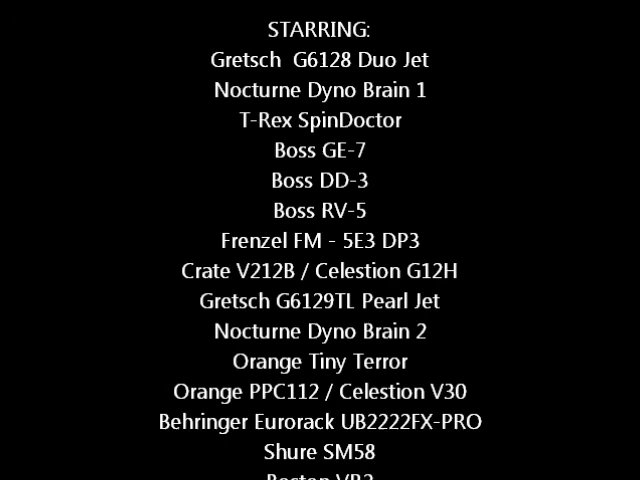 STARRING:
Gretsch  G6128 Duo Jet
Nocturne Dyno Brain 1
T-Rex SpinDoctor
Boss GE-7
Boss DD-3
Boss RV-5
Frenzel FM - 5E3 DP3
Crate V212B / Celestion G12H
Gretsch G6129TL Pearl Jet
Nocturne Dyno Brain 2
Orange Tiny Terror
Orange PPC112 / Celestion V30
Behringer Eurorack UB2222FX-PRO
Shure SM58